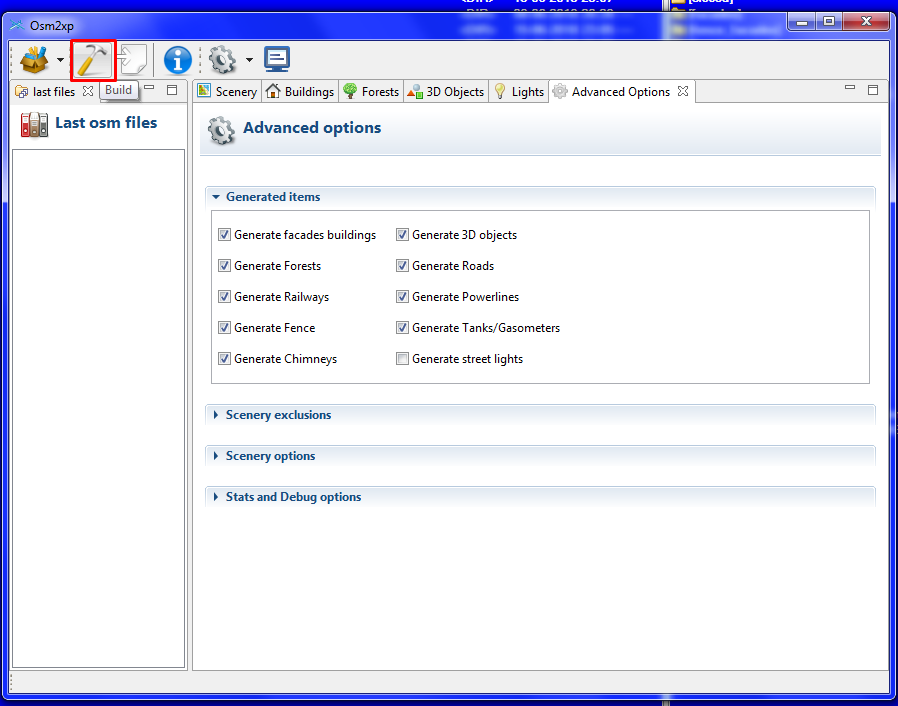 Osm2xp
Build
last files
Scenery
Buildings
Forests
3D Objects
Lights
Advanced Options
Last osm files
Advanced options
Generated items
Generate facades buildings
Generate 3D objects
Generate Forests
Generate Roads
Generate Railways
Generate Powerlines
Generate Fence
Generate Tanks/Gasometers
Generate Chimneys
Generate street lights
Scenery exclusions
Scenery options
Stats and Debug options